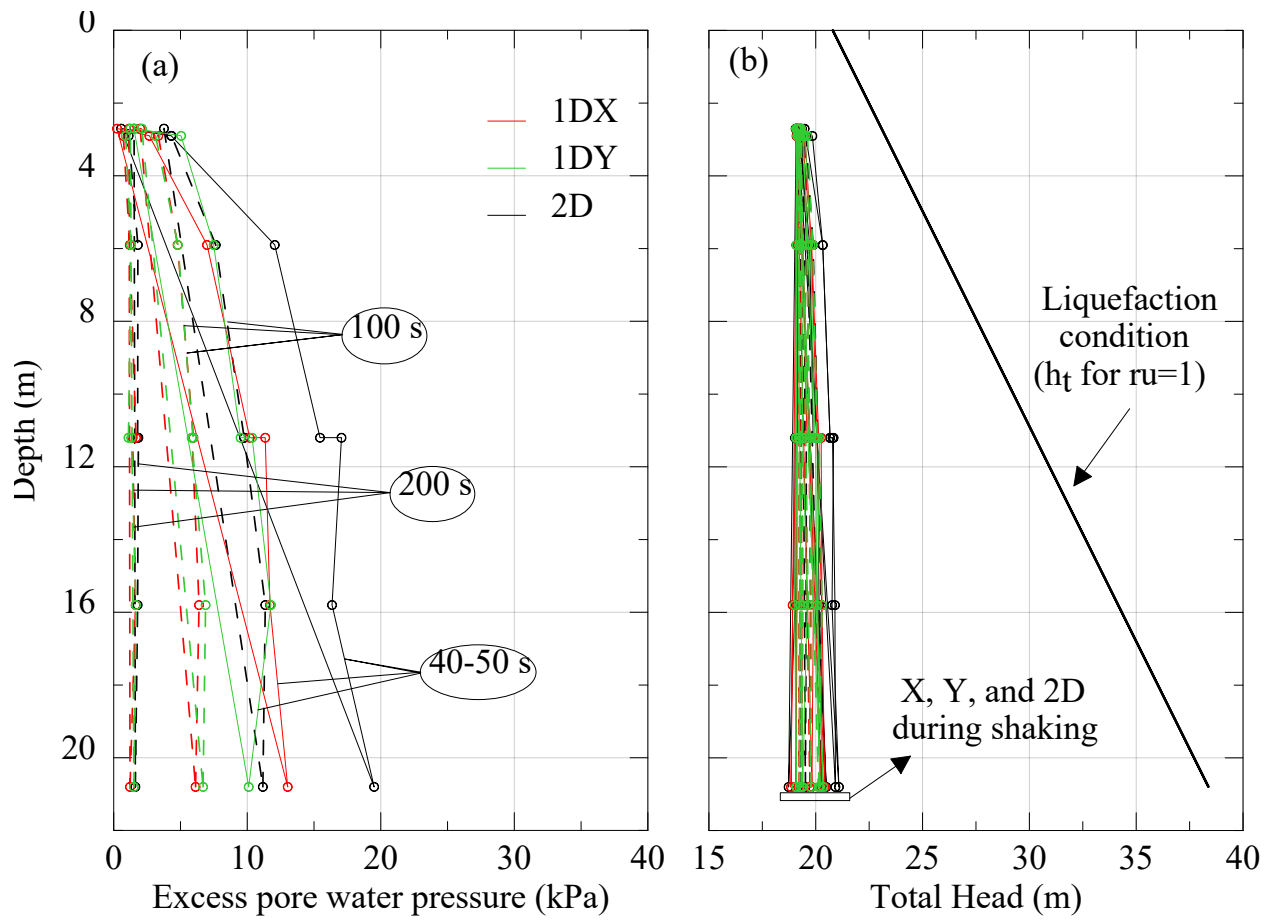 0
4
8
12
16
20
Depth (m)
(a)
1DX
1DY
2D
100 s
200 s
40-50 s
0 10 20 30 40
Excess pore water pressure (kPa)
(b)
Liquefaction
condition
(ht for ru=1)
X, Y, and 2D
during shaking
15 20 25 30 35 40
Total Head (m)